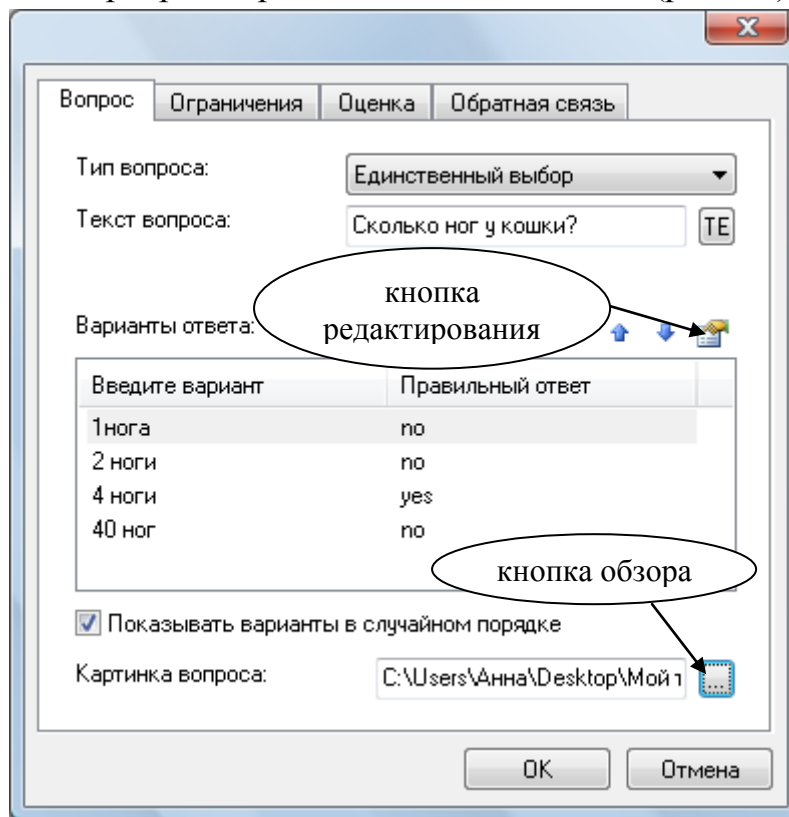 Вопрос Ограничения Оценка Обратная связь
Тип вопроса: Единственный выбор
Текст вопроса: Сколько ног у кошки? TE
кнопка
редактирования
Варианты ответа:
Введите вариант Правильный ответ
1нога no
2 ноги no
4 ноги yes
40 ног no
кнопка обзора
Показывать варианты в случайном порядке
Картинка вопроса: C:\Users\Анна\Desktop\Мой ...
OK Отмена